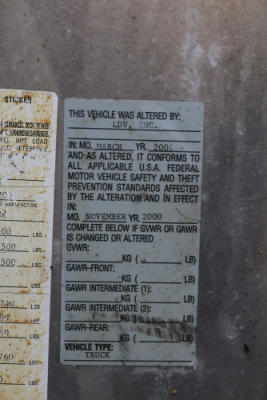 STICKER
THIS VEHICLE WAS ALTERED BY:
LDV, INC.
IN: MO. MARCH YR. 2001
AND AS ALTERED, IT CONFORMS TO
ALL APPLICABLE U.S.A. FEDERAL
MOTOR VEHICLE SAFETY AND THEFT
PREVENTION STANDARDS AFFECTED
BY THE ALTERATION AND IN EFFECT
IN:
MO. NOVEMBER YR. 2000
COMPLETE BELOW IF GVWR OR GAWR
IS CHANGED OR ALTERED
GVWR:
KG ( LB)
GAWR-FRONT:
KG ( LB)
GAWR INTERMEDIATE (1):
KG ( LB)
GAWR INTERMEDIATE (2):
KG ( LB)
GAWR-REAR:
KG ( LB)
VEHICLE TYPE:
TRUCK